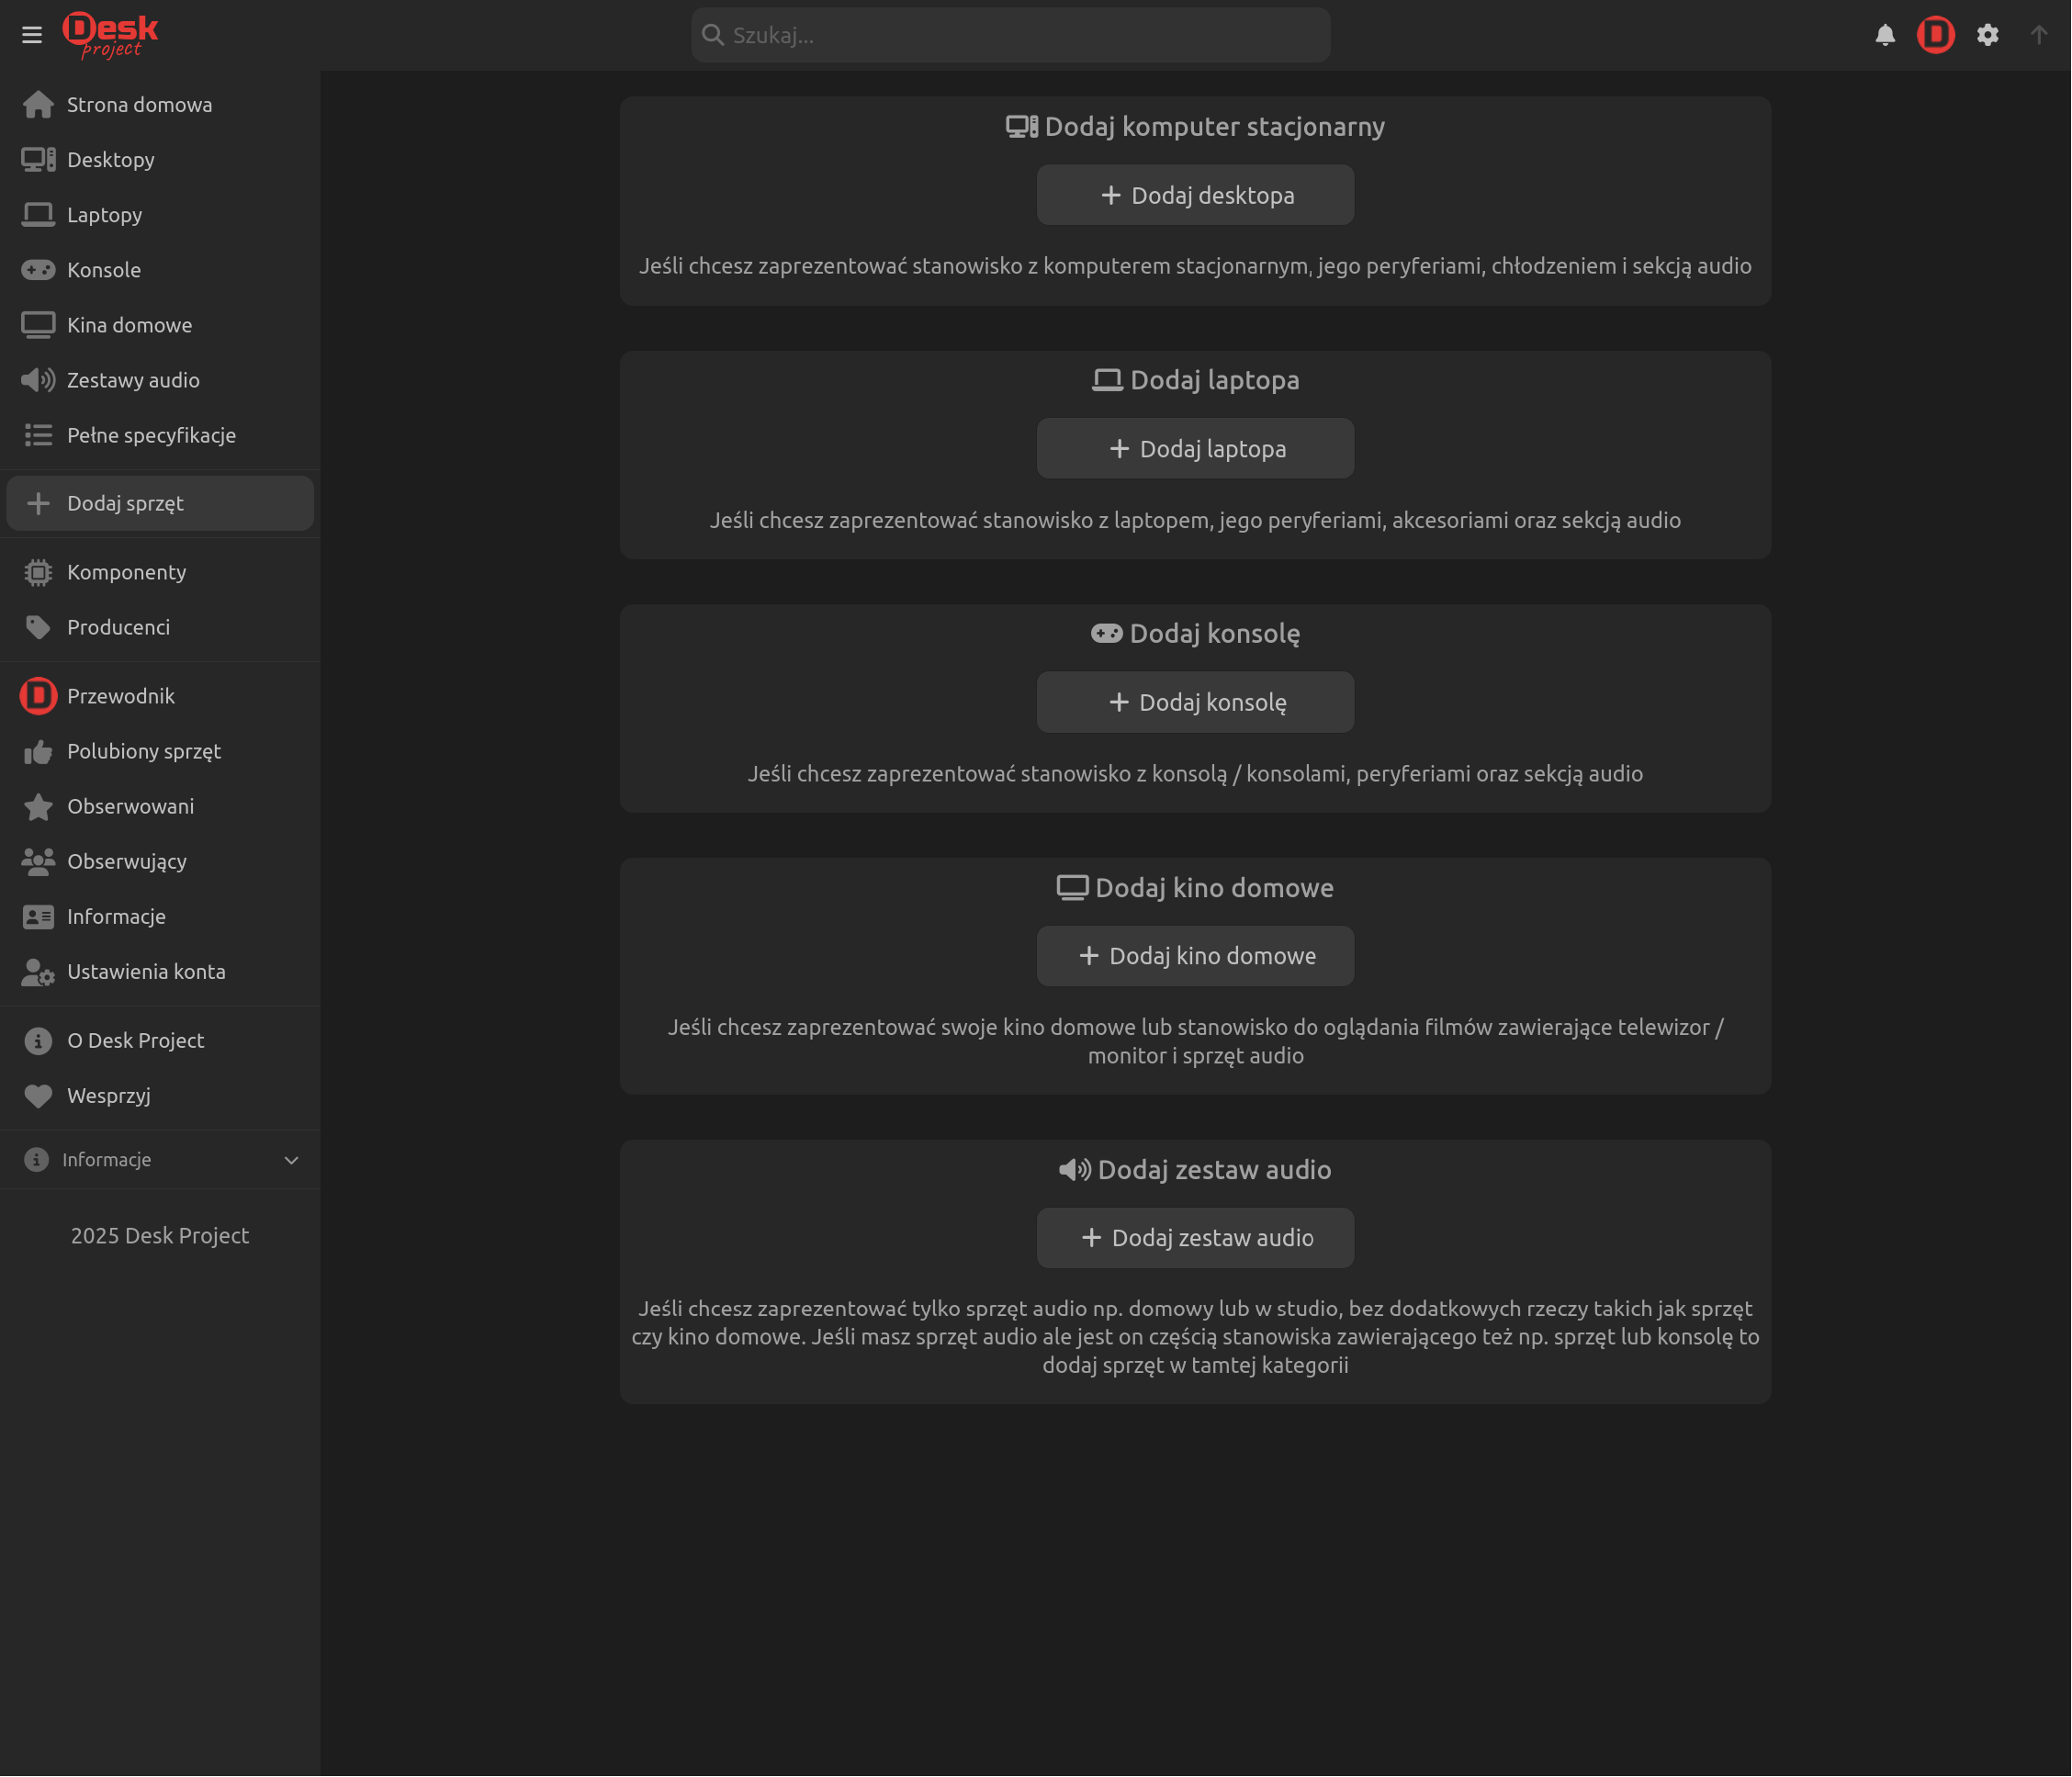 Desk
project
Szukaj...
Strona domowa
Desktopy
Laptopy
Konsole
Kina domowe
Zestawy audio
Pełne specyfikacje
Dodaj sprzęt
Komponenty
Producenci
Przewodnik
Polubiony sprzęt
Obserwowani
Obserwujący
Informacje
Ustawienia konta
O Desk Project
Wesprzyj
Informacje
2025 Desk Project
Dodaj komputer stacjonarny
Dodaj desktopa
Jeśli chcesz zaprezentować stanowisko z komputerem stacjonarnym, jego peryferiami, chłodzeniem i sekcją audio
Dodaj laptopa
Dodaj laptopa
Jeśli chcesz zaprezentować stanowisko z laptopem, jego peryferiami, akcesoriami oraz sekcją audio
Dodaj konsolę
Dodaj konsolę
Jeśli chcesz zaprezentować stanowisko z konsolą / konsolami, peryferiami oraz sekcją audio
Dodaj kino domowe
Dodaj kino domowe
Jeśli chcesz zaprezentować swoje kino domowe lub stanowisko do oglądania filmów zawierające telewizor /
monitor i sprzęt audio
Dodaj zestaw audio
Dodaj zestaw audio
Jeśli chcesz zaprezentować tylko sprzęt audio np. domowy lub w studio, bez dodatkowych rzeczy takich jak sprzęt
czy kino domowe. Jeśli masz sprzęt audio ale jest on częścią stanowiska zawierającego też np. sprzęt lub konsolę to
dodaj sprzęt w tamtej kategorii